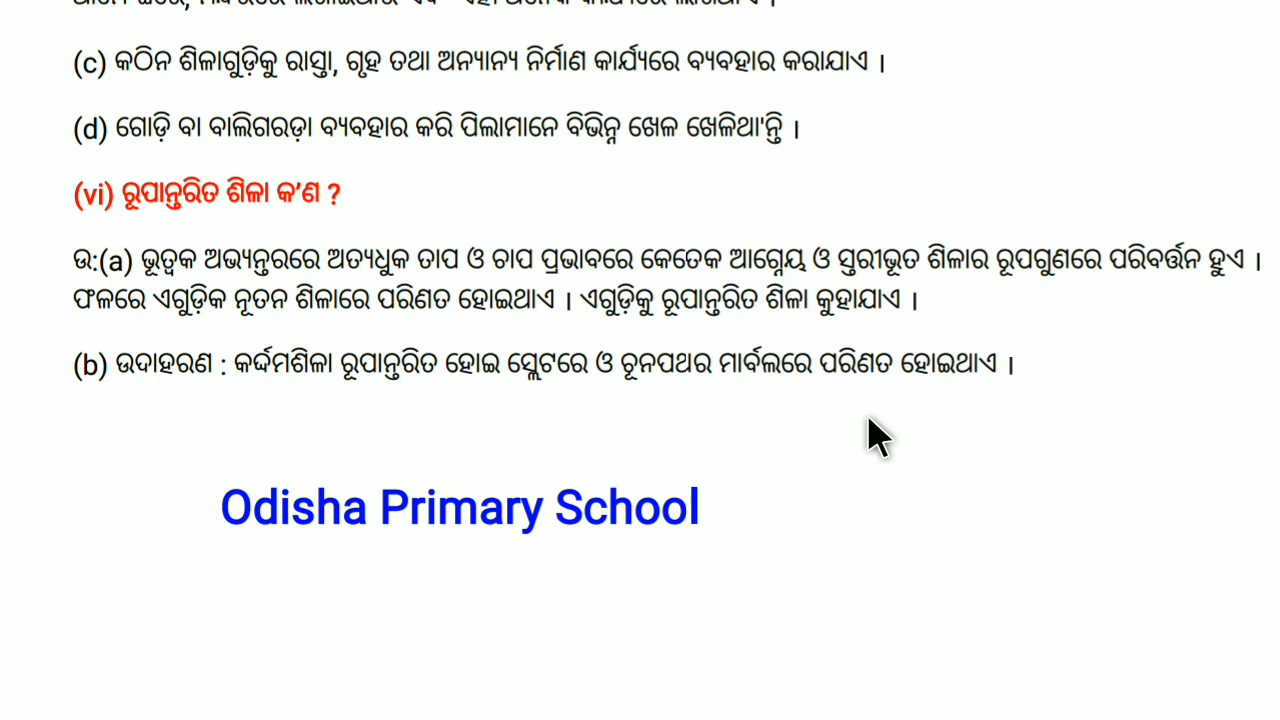 (c) କଠିନ ଶିଳାଗୁଡ଼ିକୁ ରାସ୍ତା, ଗୃହ ତଥା ଅନ୍ୟାନ୍ୟ ନିର୍ମାଣ କାର୍ଯ୍ୟରେ ବ୍ୟବହାର କରାଯାଏ ।
(d) ଗୋଡ଼ି ବା ବାଲିଗରଡ଼ା ବ୍ୟବହାର କରି ପିଲାମାନେ ବିଭିନ୍ନ ଖେଳ ଖେଳିଥା'ନ୍ତି ।
(vi) ରୂପାନ୍ତରିତ ଶିଳା କ'ଣ ?
ଉ:(a) ଭୂତ୍ୱକ ଅଭ୍ୟନ୍ତରରେ ଅତ୍ୟଧୁକ ତାପ ଓ ଚାପ ପ୍ରଭାବରେ କେତେକ ଆଗ୍ନେୟ ଓ ସ୍ତରୀଭୂତ ଶିଳାର ରୂପଗୁଣରେ ପରିବର୍ତ୍ତନ ହୁଏ ।
ଫଳରେ ଏଗୁଡ଼ିକ ନୂତନ ଶିଳାରେ ପରିଣତ ହୋଇଥାଏ । ଏଗୁଡ଼ିକୁ ରୂପାନ୍ତରିତ ଶିଳା କୁହାଯାଏ ।
(b) ଉଦାହରଣ : କର୍ଦ୍ଦମଶିଳା ରୂପାନ୍ତରିତ ହୋଇ ସ୍ଲେଟରେ ଓ ଚୂନପଥର ମାର୍ବଲରେ ପରିଣତ ହୋଇଥାଏ ।
Odisha Primary School